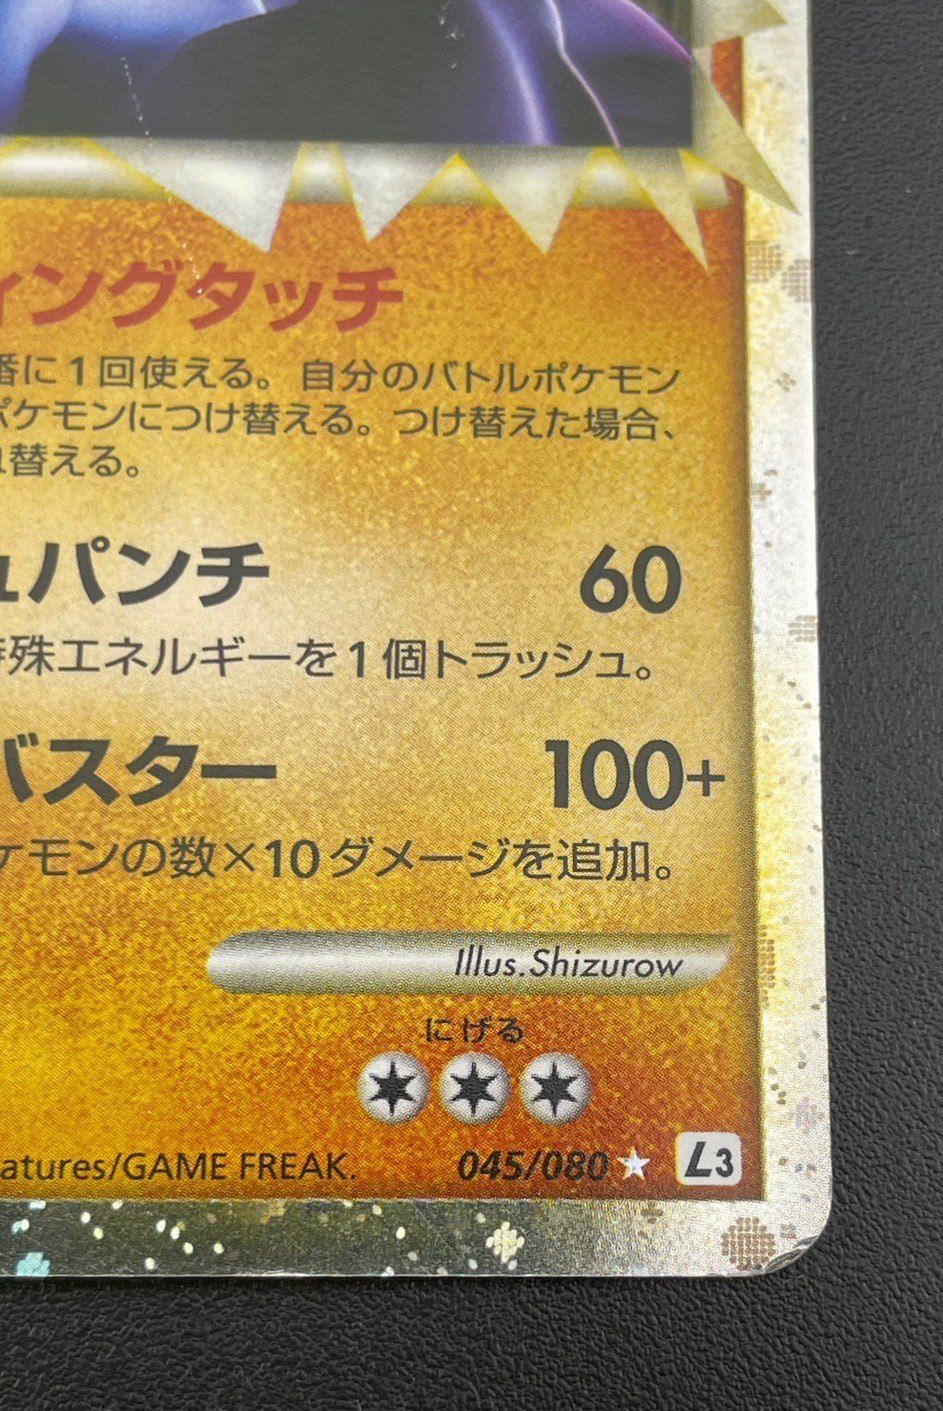 ィングタッチ
番に1回使える。自分のバトルポケモン
ポケモンにつけ替える。つけ替えた場合、
替える。
ュパンチ 60
特殊エネルギーを1個トラッシュ。
バスター 100+
ケモンの数×10ダメージを追加。
Illus.Shizurow
にげる
atures/GAME FREAK. 045/080 L3